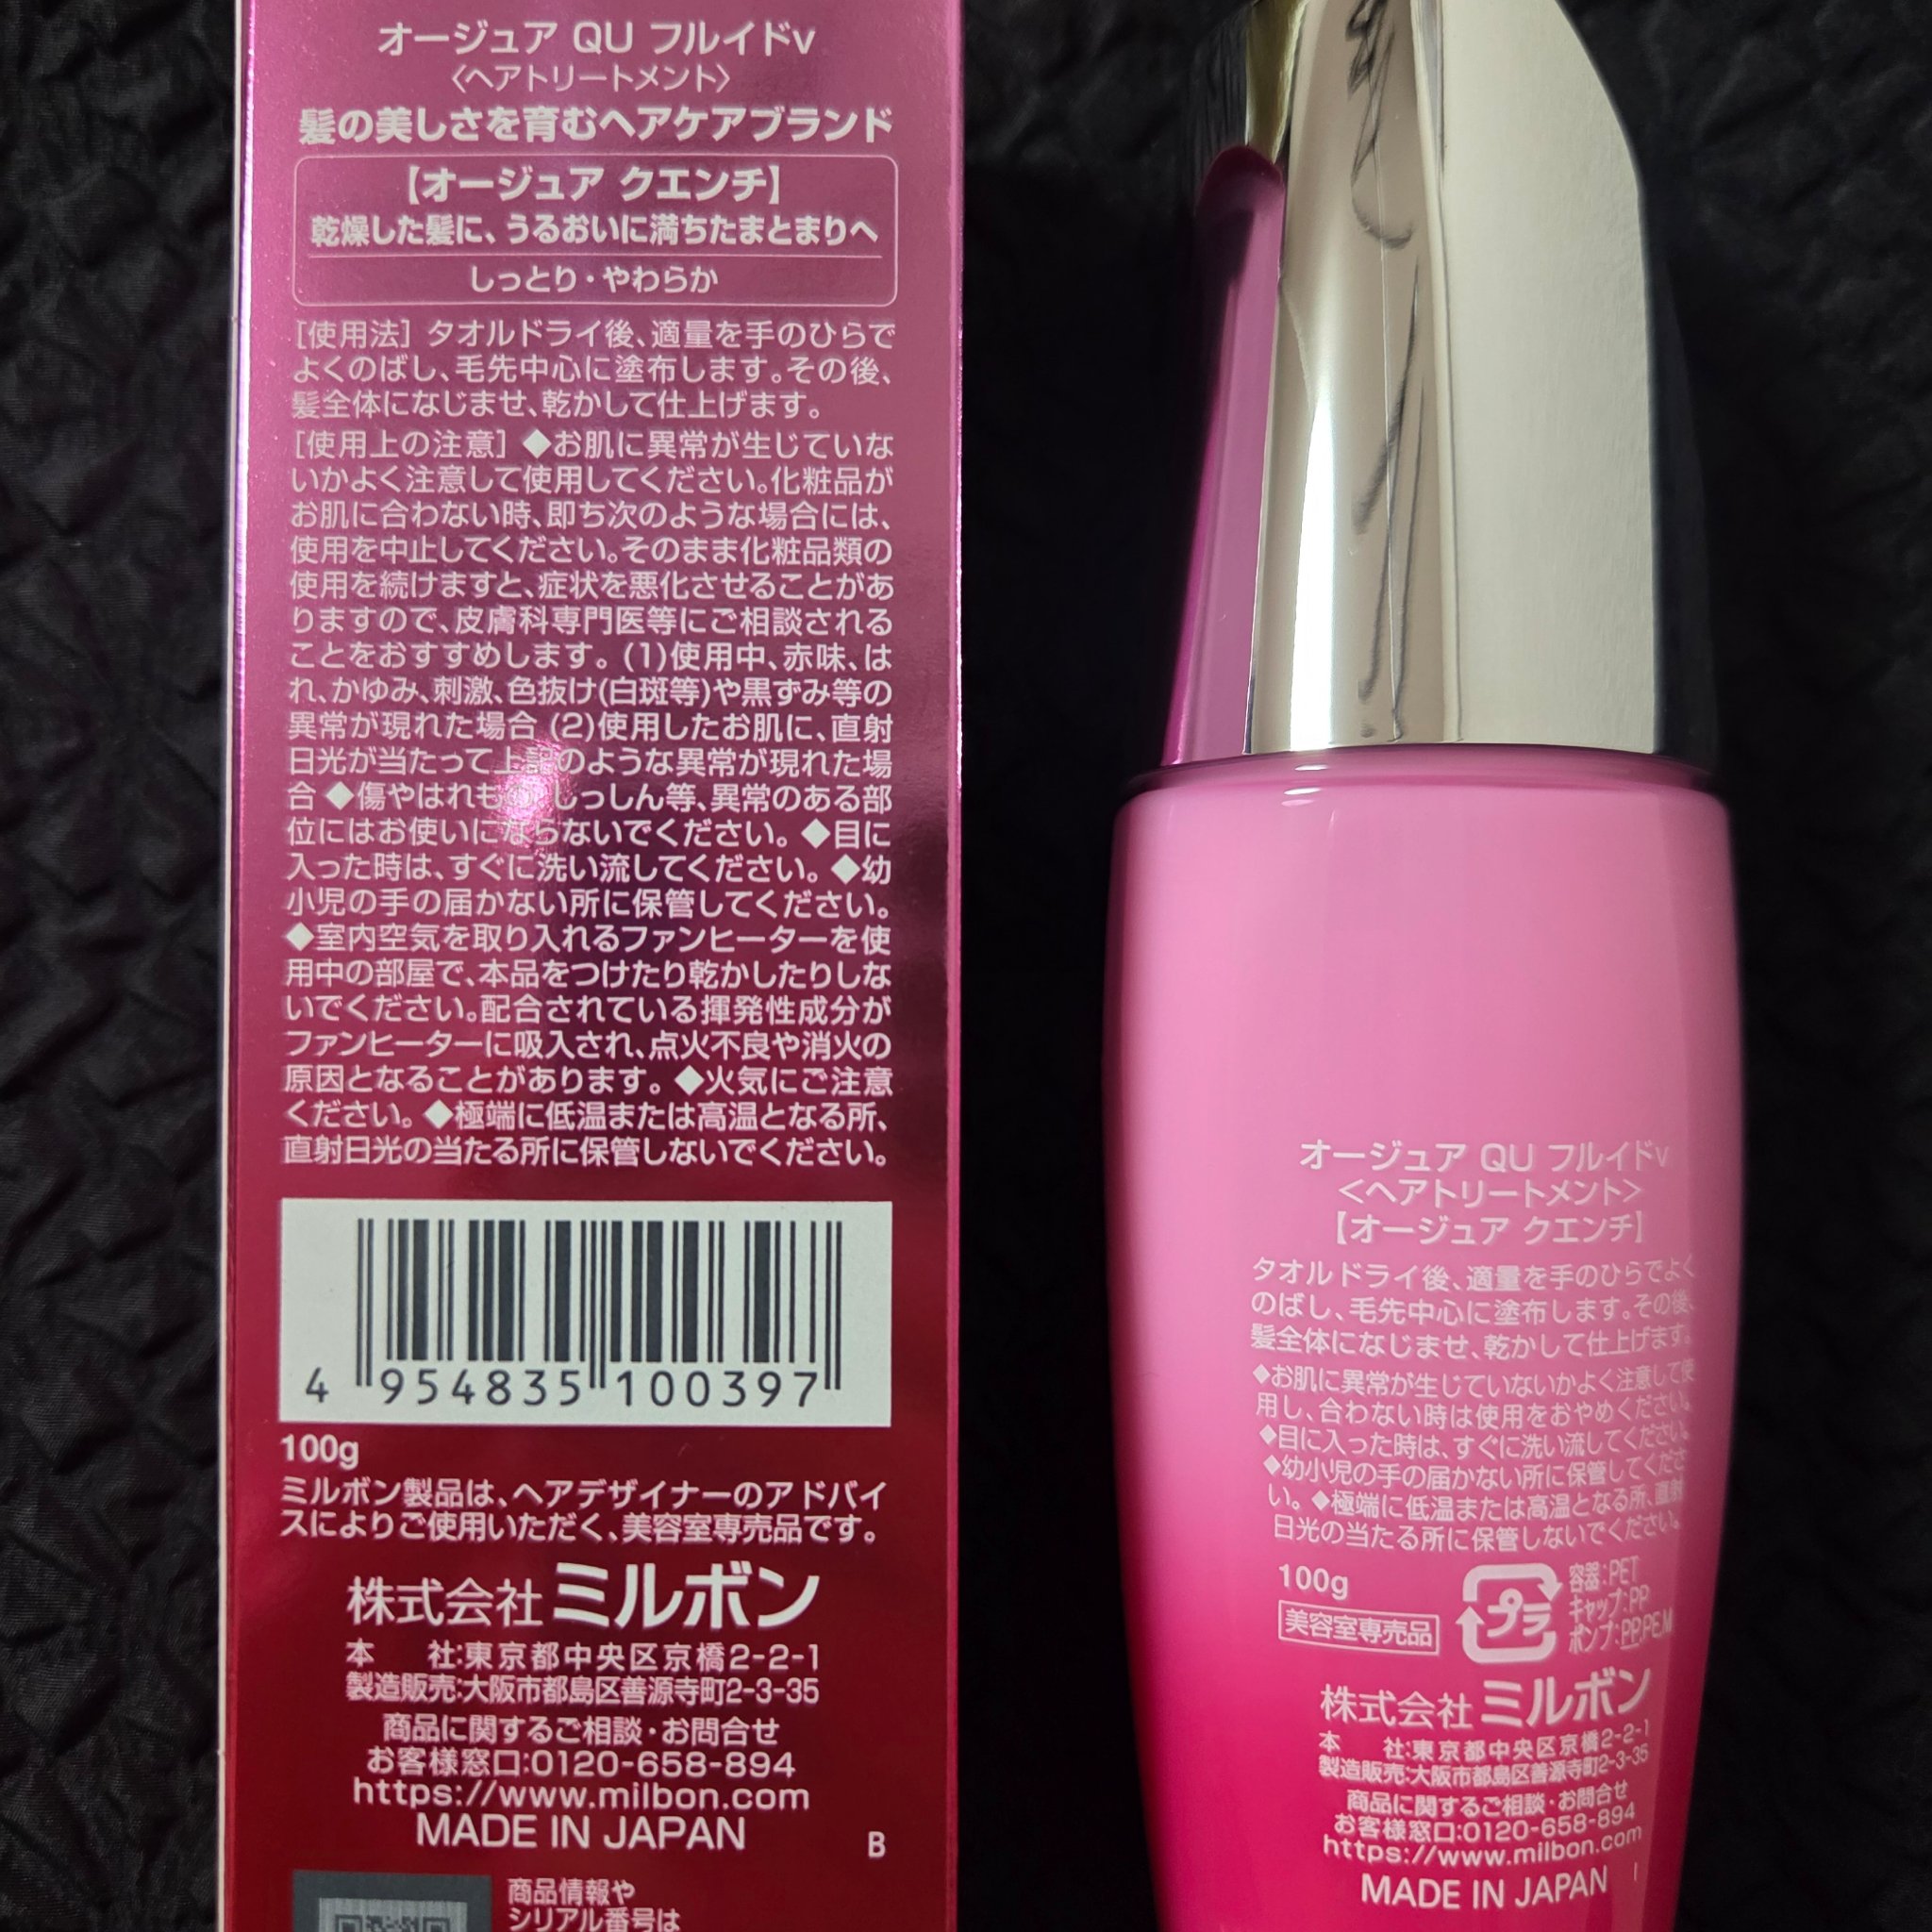 オージュア QU フルイドv
〈ヘアトリートメント〉
髪の美しさを育むヘアケアブランド
【オージュア クエンチ】
乾燥した髪に、うるおいに満ちたまとまりへ
しっとり・やわらか
［使用法］ タオルドライ後、適量を手のひらで
よくのばし、毛先中心に塗布します。その後、
髪全体になじませ、乾かして仕上げます。
［使用上の注意］ ◆お肌に異常が生じていな
いかよく注意して使用してください。化粧品が
お肌に合わない時、即ち次のような場合には、
使用を中止してください。そのまま化粧品類の
使用を続けますと、症状を悪化させることがあ
りますので、皮膚科専門医等にご相談される
ことをおすすめします。 (1)使用中、赤味、は
れ、かゆみ、刺激、色抜け(白斑等)や黒ずみ等の
異常が現れた場合 (2)使用したお肌に、直射
日光が当たって上記のような異常が現れた場
合 ◆傷やはれもの、しっしん等、異常のある部
位にはお使いにならないでください。 ◆目に
入った時は、すぐに洗い流してください。 ◆幼
小児の手の届かない所に保管してください。
◆室内空気を取り入れるファンヒーターを使
用中の部屋で、本品をつけたり乾かしたりしな
いでください。配合されている揮発性成分が
ファンヒーターに吸入され、点火不良や消火の
原因となることがあります。 ◆火気にご注意
ください。 ◆極端に低温または高温となる所、
直射日光の当たる所に保管しないでください。
4 954835 100397
100g
ミルボン製品は、ヘアデザイナーのアドバイ
スによりご使用いただく、美容室専売品です。
株式会社 ミルボン
本 社:東京都中央区京橋2-2-1
製造販売:大阪市都島区善源寺町2-3-35
商品に関するご相談・お問合せ
お客様窓口:0120-658-894
https://www.milbon.com
MADE IN JAPAN
B
商品情報や
シリアル番号は
オージュア QU フルイドv
＜ヘアトリートメント＞
【オージュア クエンチ】
タオルドライ後、適量を手のひらでよく
のばし、毛先中心に塗布します。その後、
髪全体になじませ、乾かして仕上げます。
◆お肌に異常が生じていないかよく注意して使
用し、合わない時は使用をおやめください。
◆目に入った時は、すぐに洗い流してください。
◆幼小児の手の届かない所に保管してくださ
い。 ◆極端に低温または高温となる所、直射
日光の当たる所に保管しないでください。
100g
美容室専売品
プラ
容器:PET
キャップ:PP
ポンプ:PP,PE,M
株式会社 ミルボン
本 社:東京都中央区京橋2-2-1
製造販売:大阪市都島区善源寺町2-3-35
商品に関するご相談・お問合せ
お客様窓口:0120-658-894
https://www.milbon.com
MADE IN JAPAN